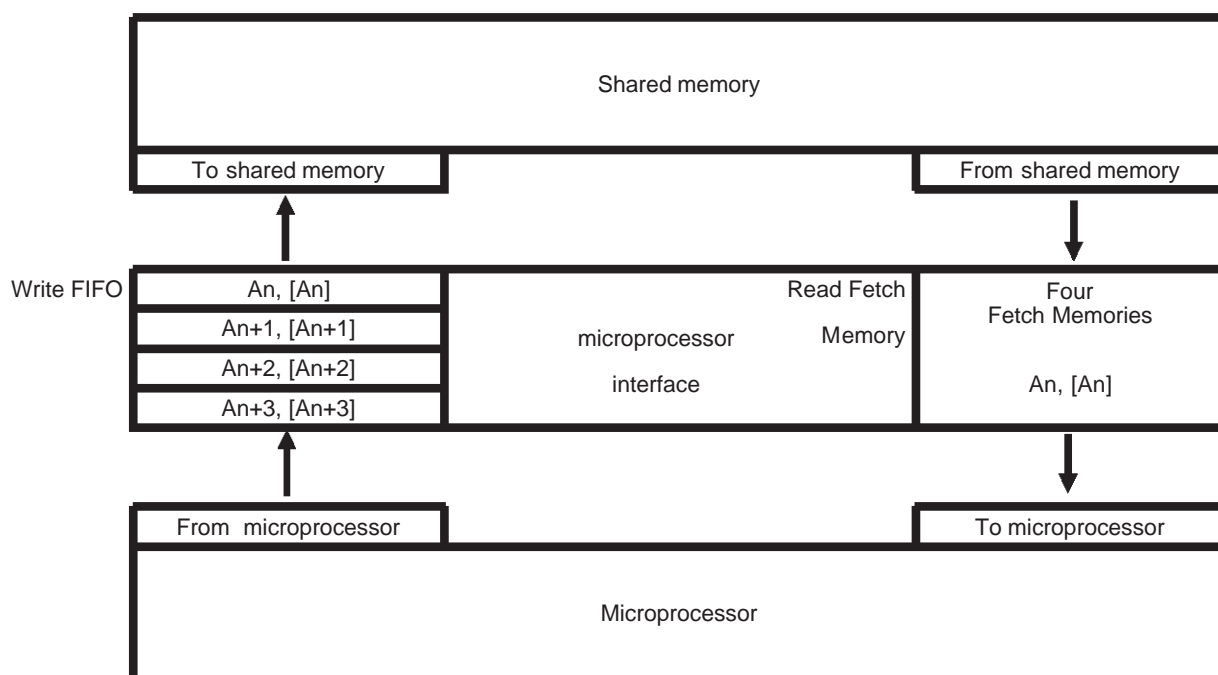 Shared memory
To shared memory
From shared memory
Write FIFO
An, [An]
An+1, [An+1]
An+2, [An+2]
An+3, [An+3]
microprocessor
interface
Read Fetch
Memory
Four
Fetch Memories
An, [An]
From microprocessor
To microprocessor
Microprocessor